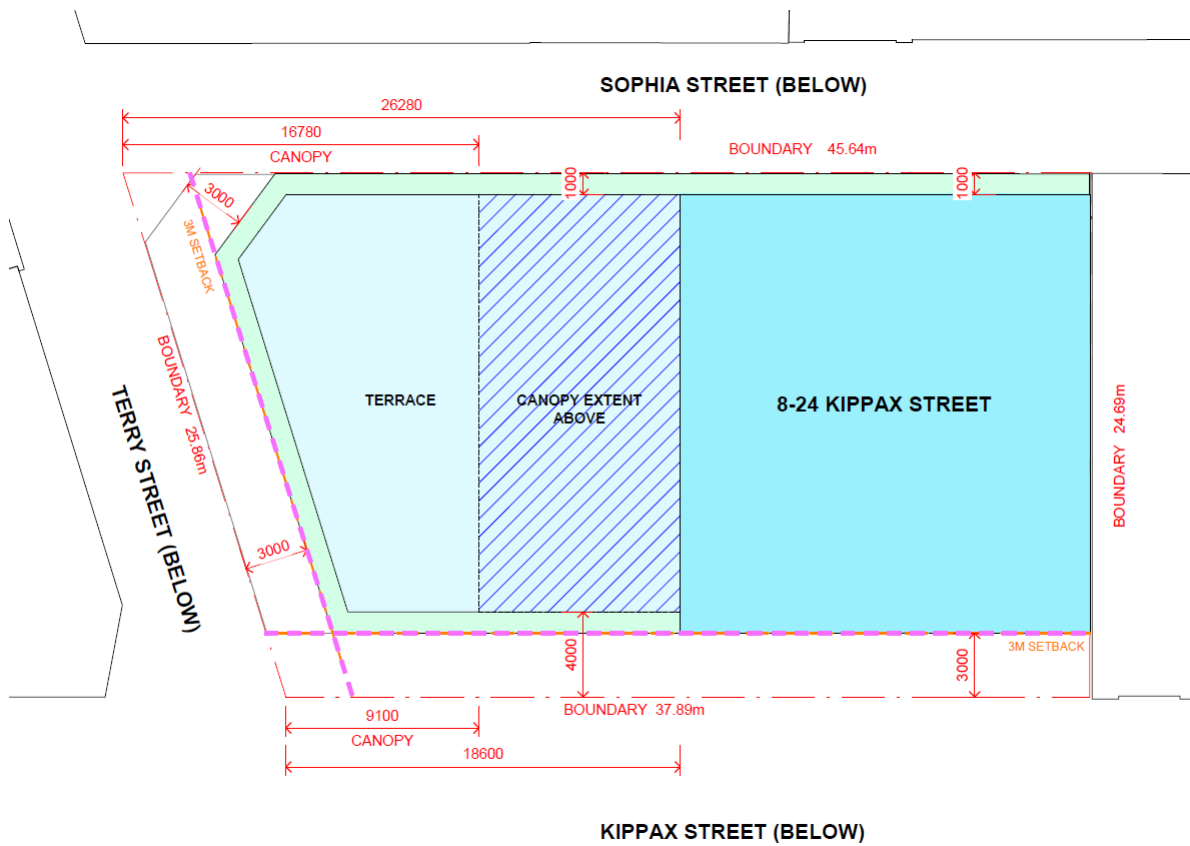 SOPHIA STREET (BELOW)
26280
16780
CANOPY
BOUNDARY 45.64m
1000
1000
3000
3M SETBACK
BOUNDARY 25.86m
TERRY STREET (BELOW)
TERRACE
CANOPY EXTENT
ABOVE
8-24 KIPPAX STREET
BOUNDARY 24.69m
3000
4000
3000
3M SETBACK
BOUNDARY 37.89m
9100
CANOPY
18600
KIPPAX STREET (BELOW)